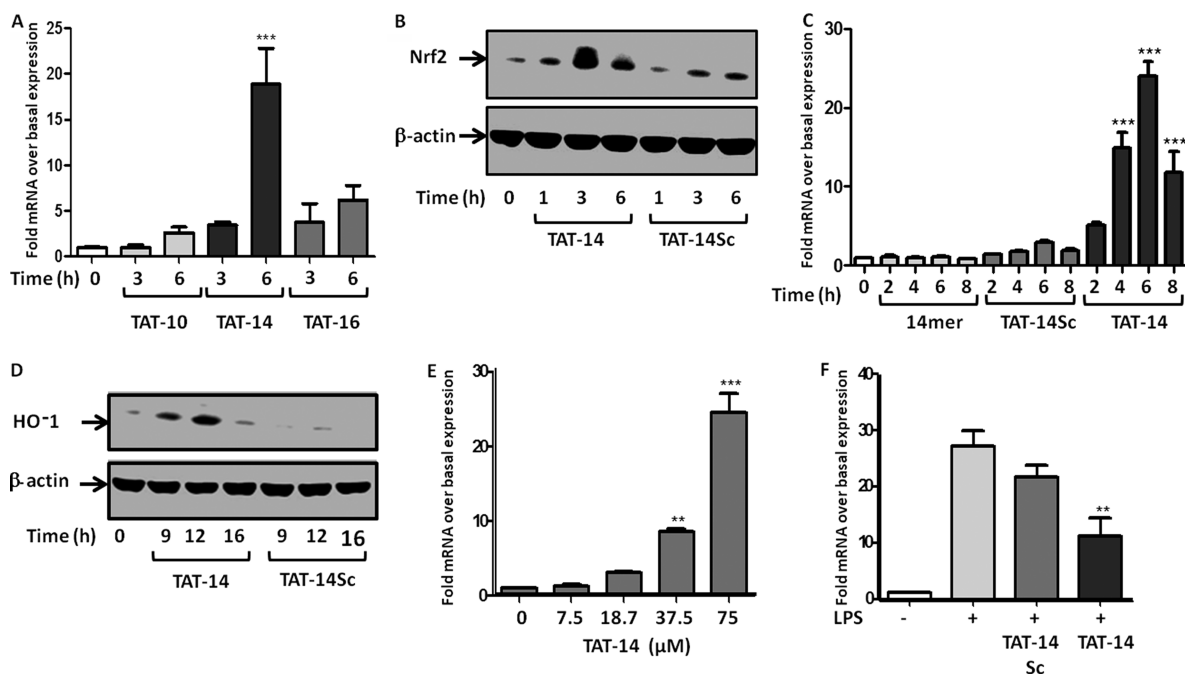 A
Fold mRNA over basal expression
25
20
15
10
5
0
***
Time (h) 0 3 6 3 6 3 6
TAT-10 TAT-14 TAT-16
B
Nrf2
β-actin
Time (h) 0 1 3 6 1 3 6
TAT-14 TAT-14Sc
C
Fold mRNA over basal expression
30
20
10
0
*** *** ***
Time (h) 0 2 4 6 8 2 4 6 8 2 4 6 8
14mer TAT-14Sc TAT-14
D
HO-1
β-actin
Time (h) 0 9 12 16 9 12 16
TAT-14 TAT-14Sc
E
Fold mRNA over basal expression
30
20
10
0
** ***
0 7.5 18.7 37.5 75
TAT-14 (µM)
F
Fold mRNA over basal expression
40
30
20
10
0
**
LPS - + + +
TAT-14 TAT-14
Sc